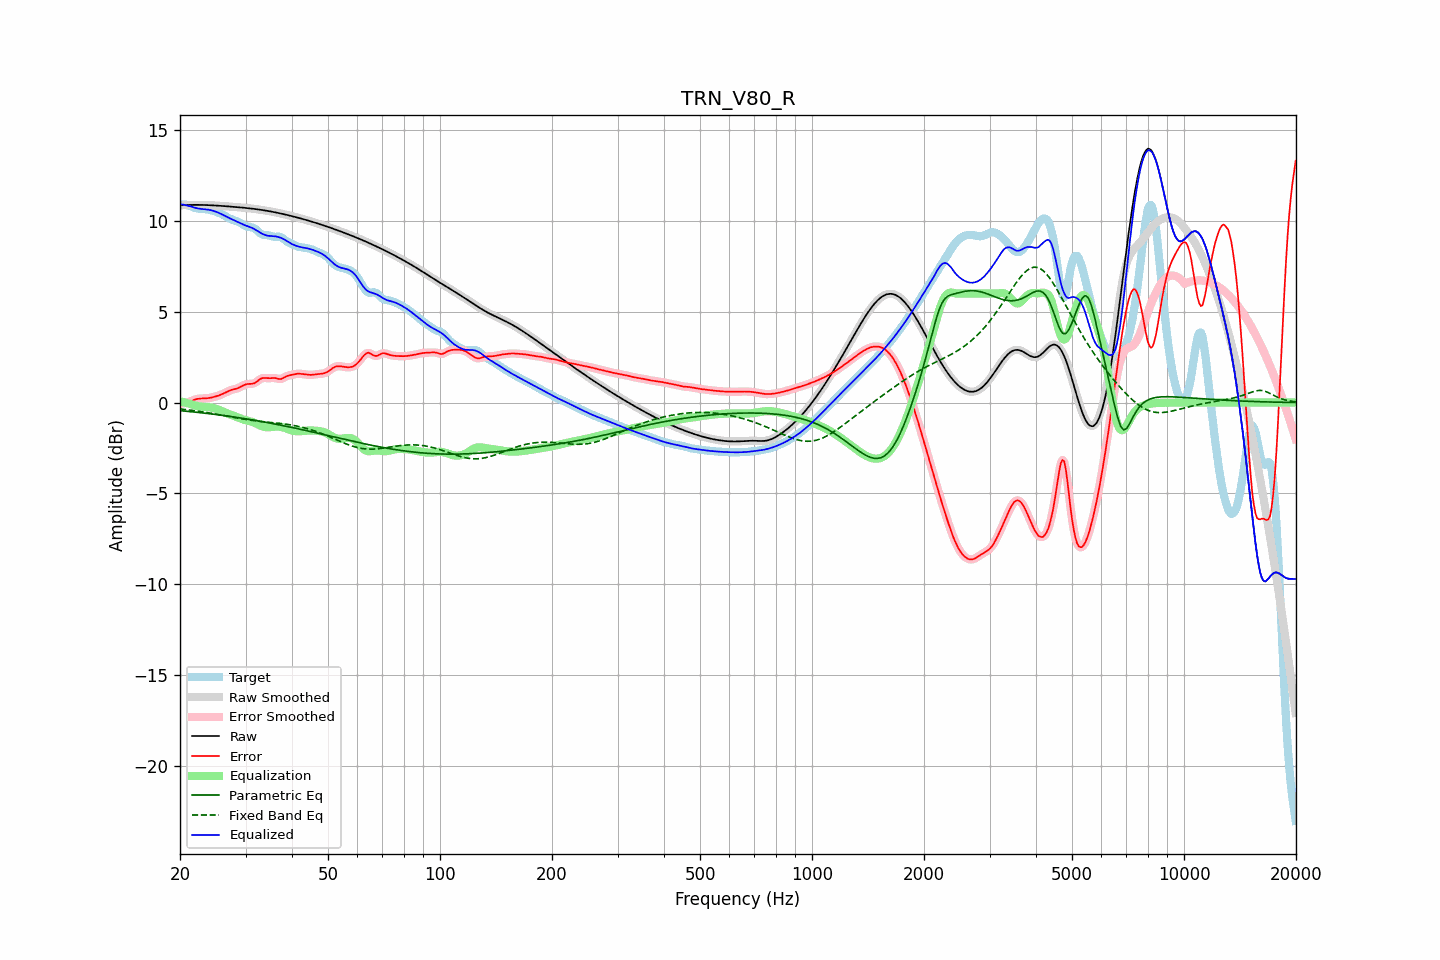 TRN_V80_R
Amplitude (dBr)
15
10
5
0
−5
−10
−15
−20
Target
Raw Smoothed
Error Smoothed
Raw
Error
Equalization
Parametric Eq
Fixed Band Eq
Equalized
20 50 100 200 500 1000 2000 5000 10000 20000
Frequency (Hz)